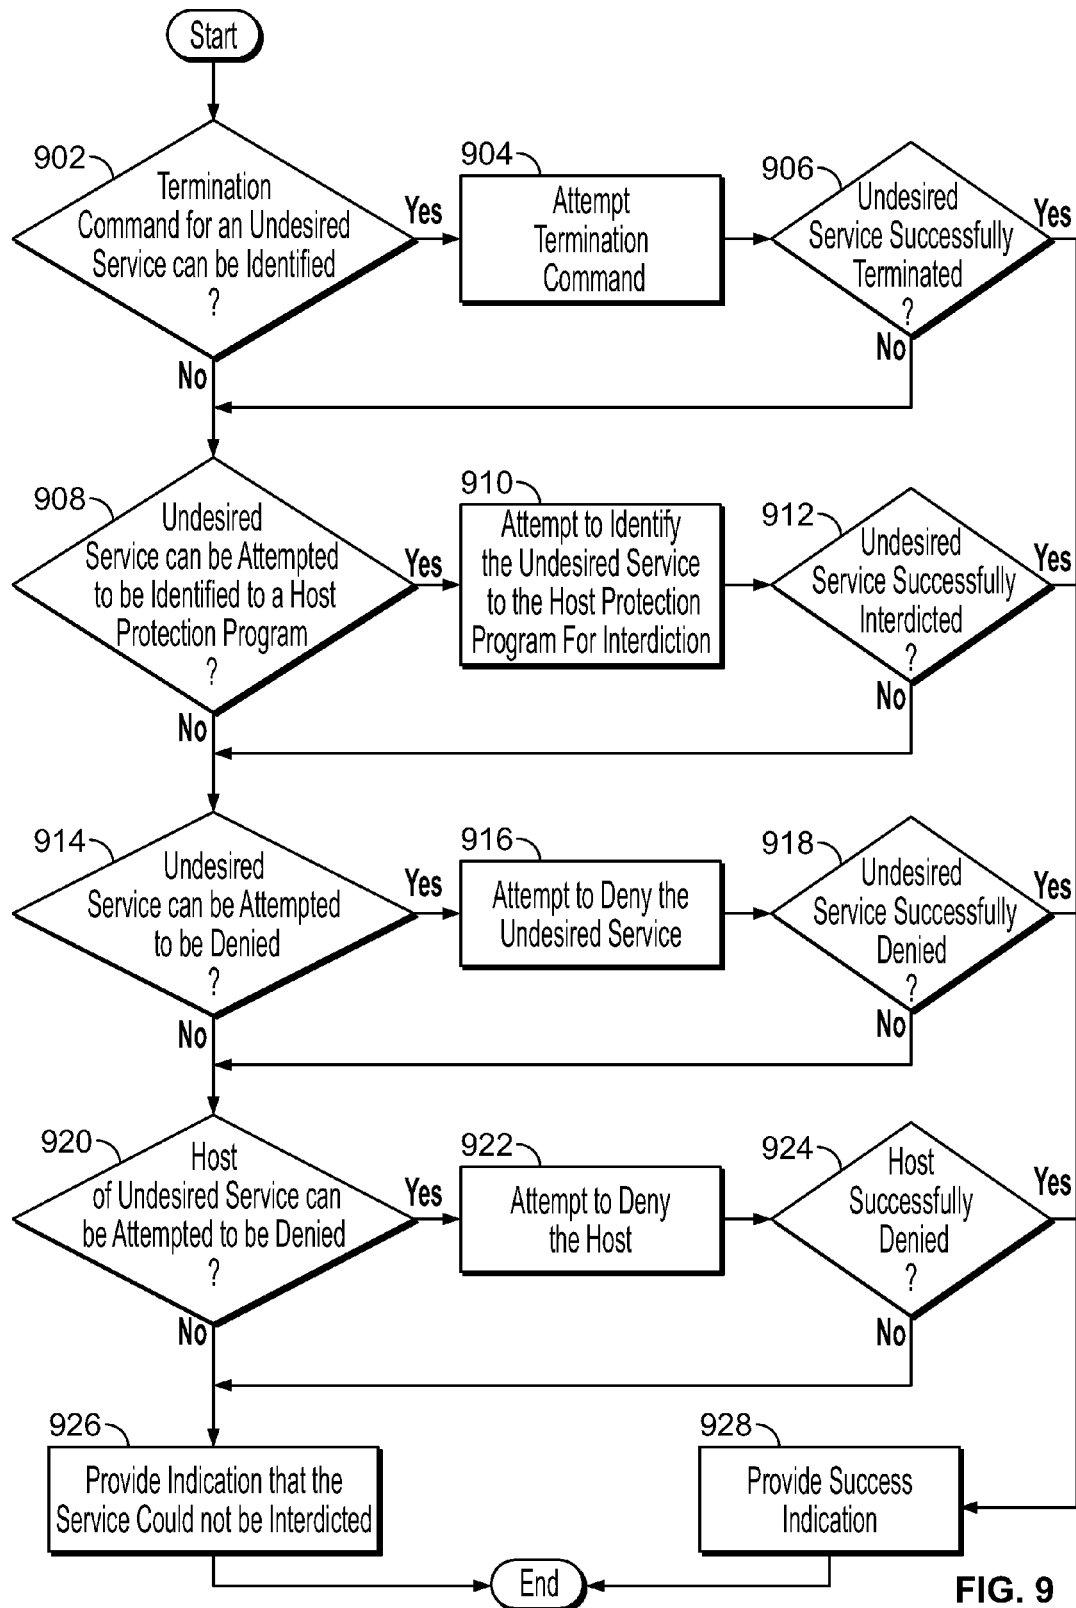 Start
902
Termination
Command for an Undesired
Service can be Identified
?
Yes
No
904
Attempt
Termination
Command
906
Undesired
Service Successfully
Terminated
?
Yes
No
908
Undesired
Service can be Attempted
to be Identified to a Host
Protection Program
?
Yes
No
910
Attempt to Identify
the Undesired Service
to the Host Protection
Program For Interdiction
912
Undesired
Service Successfully
Interdicted
?
Yes
No
914
Undesired
Service can be Attempted
to be Denied
?
Yes
No
916
Attempt to Deny the
Undesired Service
918
Undesired
Service Successfully
Denied
?
Yes
No
920
Host
of Undesired Service can
be Attempted to be Denied
?
Yes
No
922
Attempt to Deny
the Host
924
Host
Successfully
Denied
?
Yes
No
926
Provide Indication that the
Service Could not be Interdicted
928
Provide Success
Indication
End
FIG. 9